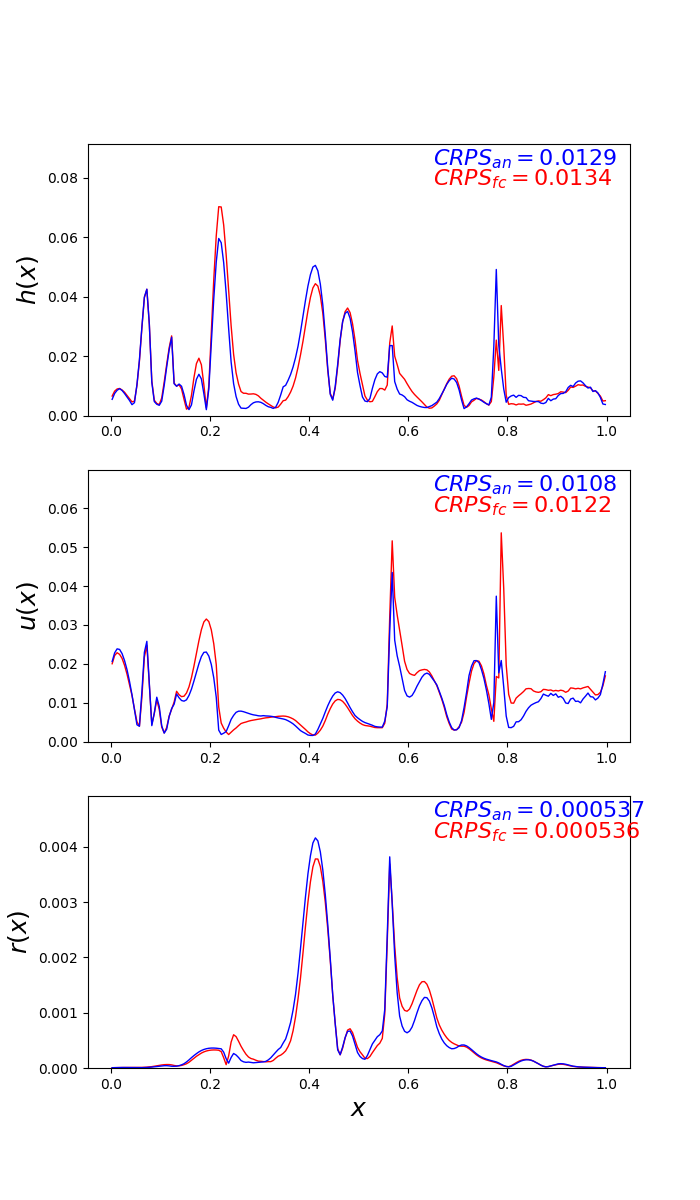 CRPS_an = 0.0129
CRPS_fc = 0.0134
0.08
0.06
0.04
0.02
0.00
h(x)
0.0 0.2 0.4 0.6 0.8 1.0
CRPS_an = 0.0108
CRPS_fc = 0.0122
0.06
0.05
0.04
0.03
0.02
0.01
0.00
u(x)
0.0 0.2 0.4 0.6 0.8 1.0
CRPS_an = 0.000537
CRPS_fc = 0.000536
0.004
0.003
0.002
0.001
0.000
r(x)
0.0 0.2 0.4 0.6 0.8 1.0
x